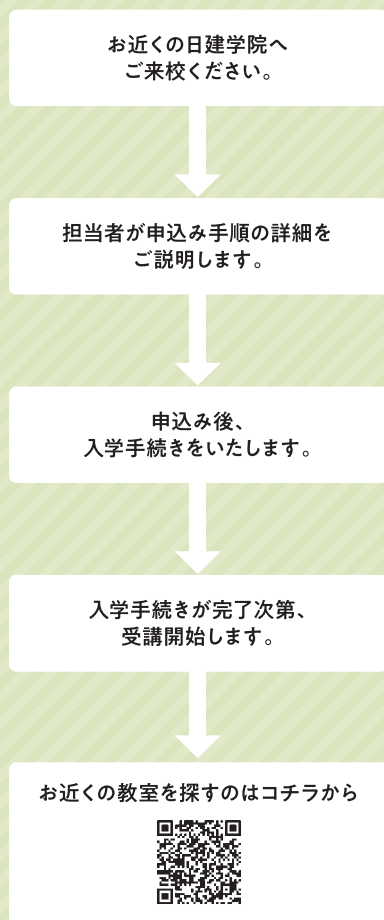 お近くの日建学院へ
ご来校ください。
担当者が申込み手順の詳細を
ご説明します。
申込み後、
入学手続きをいたします。
入学手続きが完了次第、
受講開始します。
お近くの教室を探すのはコチラから